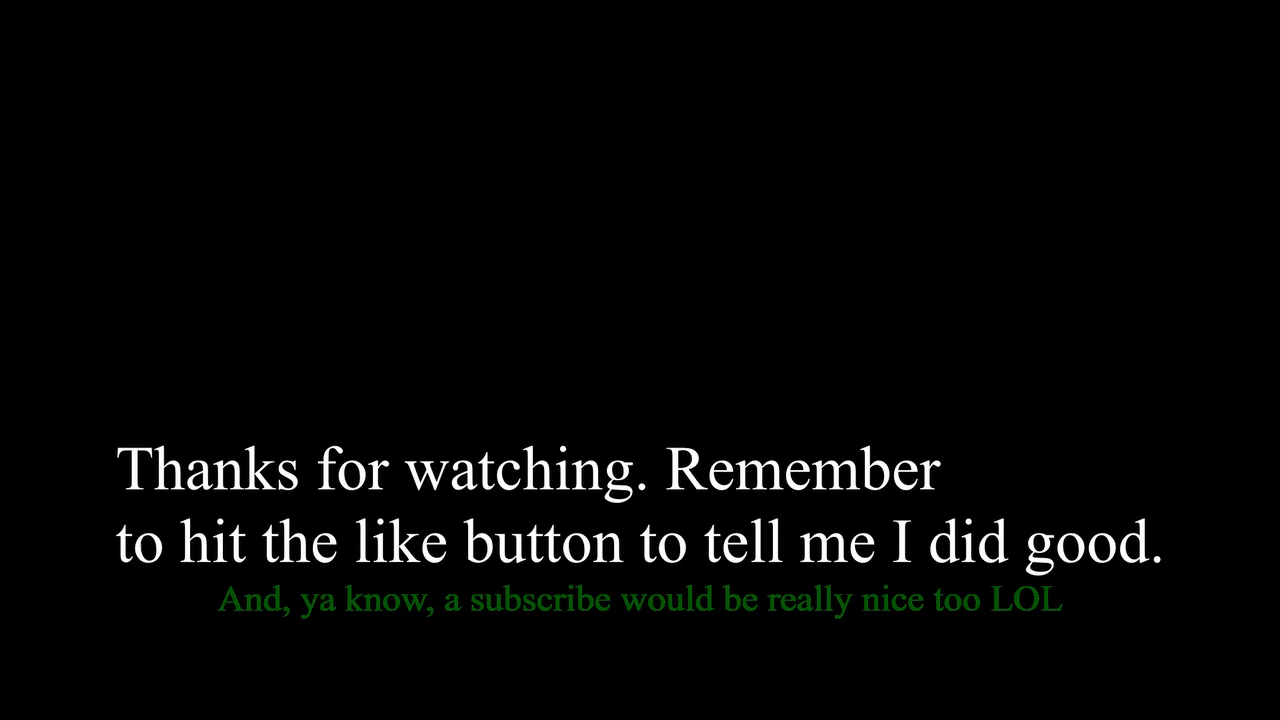 Thanks for watching. Remember
to hit the like button to tell me I did good.
And, ya know, a subscribe would be really nice too LOL